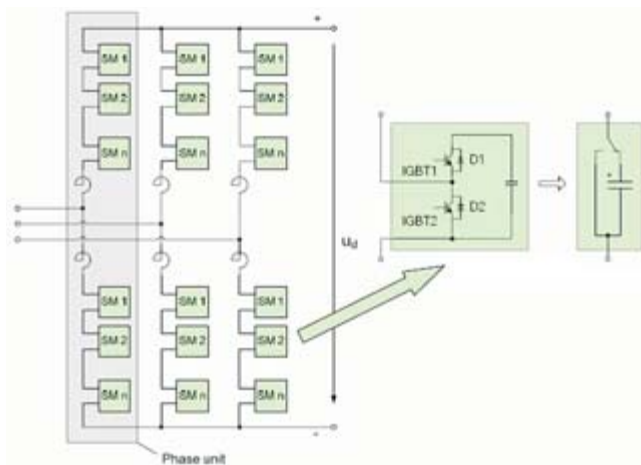 +
SM 1 SM 1 SM 1
SM 2 SM 2 SM 2
SM n SM n SM n
IGBT1 D1
IGBT2 D2
+
u_d
SM 1 SM 1 SM 1
SM 2 SM 2 SM 2
SM n SM n SM n
-
Phase unit